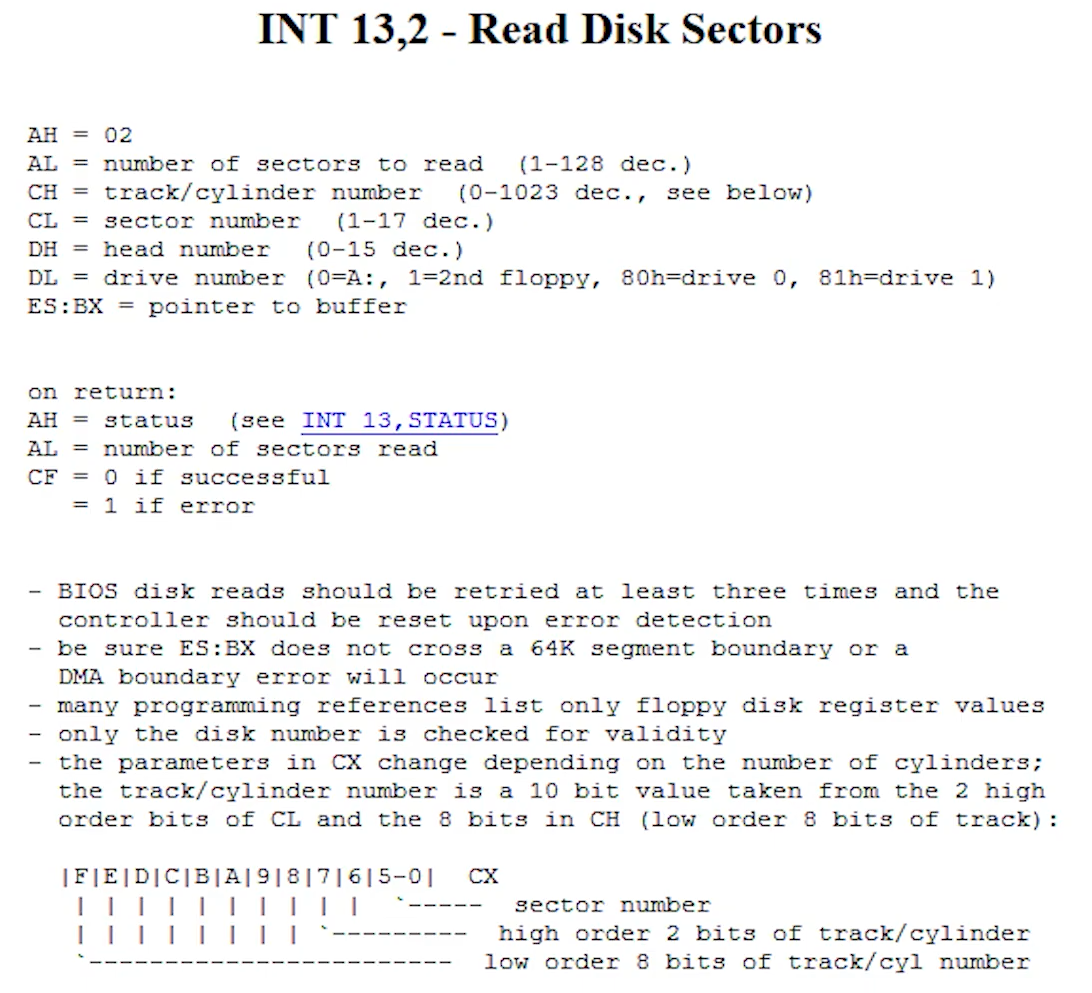 INT 13,2 - Read Disk Sectors
AH = 02
AL = number of sectors to read  (1-128 dec.)
CH = track/cylinder number  (0-1023 dec., see below)
CL = sector number  (1-17 dec.)
DH = head number  (0-15 dec.)
DL = drive number (0=A:, 1=2nd floppy, 80h=drive 0, 81h=drive 1)
ES:BX = pointer to buffer
on return:
AH = status  (see INT 13,STATUS)
AL = number of sectors read
CF = 0 if successful
   = 1 if error
- BIOS disk reads should be retried at least three times and the
  controller should be reset upon error detection
- be sure ES:BX does not cross a 64K segment boundary or a
  DMA boundary error will occur
- many programming references list only floppy disk register values
- only the disk number is checked for validity
- the parameters in CX change depending on the number of cylinders;
  the track/cylinder number is a 10 bit value taken from the 2 high
  order bits of CL and the 8 bits in CH (low order 8 bits of track):
  |F|E|D|C|B|A|9|8|7|6|5-0|  CX
   | | | | | | | | | |  `-----  sector number
   | | | | | | | | `---------  high order 2 bits of track/cylinder
   `------------------------  low order 8 bits of track/cyl number